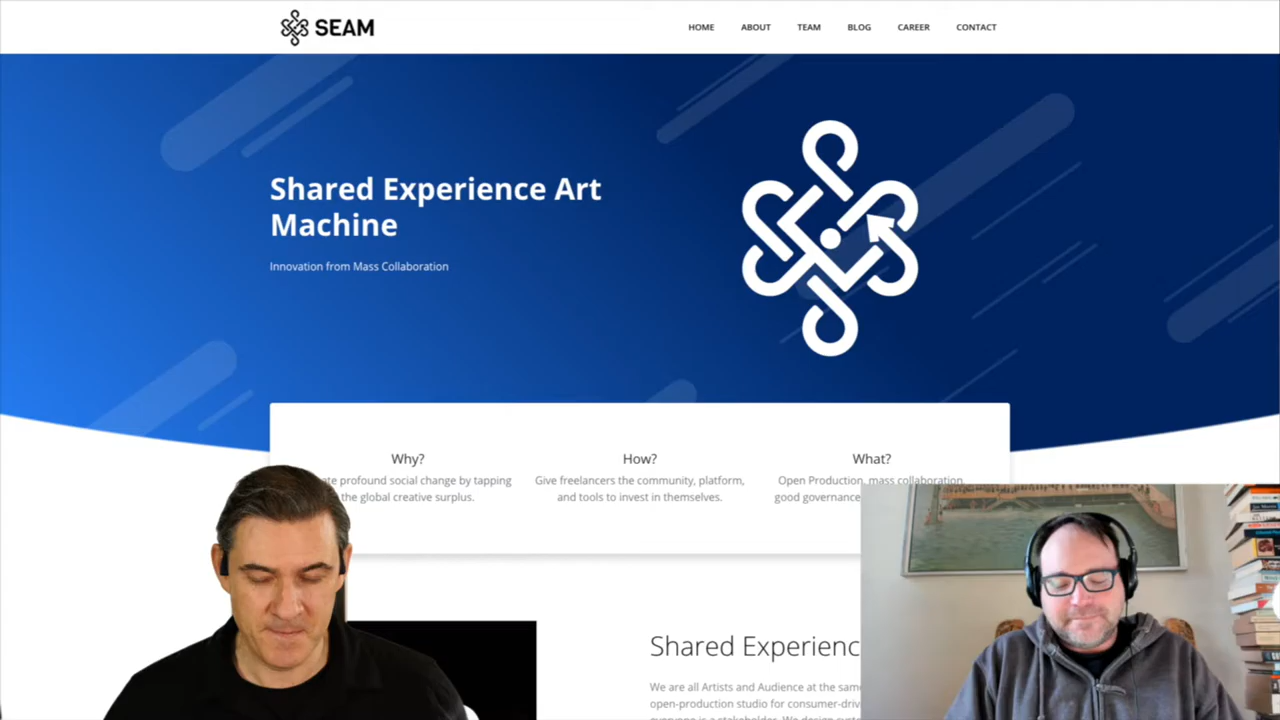 SEAM
HOME ABOUT TEAM BLOG CAREER CONTACT
Shared Experience Art
Machine
Innovation from Mass Collaboration
Why?
profound social change by tapping
the global creative surplus.
How?
Give freelancers the community, platform,
and tools to invest in themselves.
What?
Open Production, mass collaboration,
good governance
Shared Experienc
We are all Artists and Audience at the same
open-production studio for consumer-driv